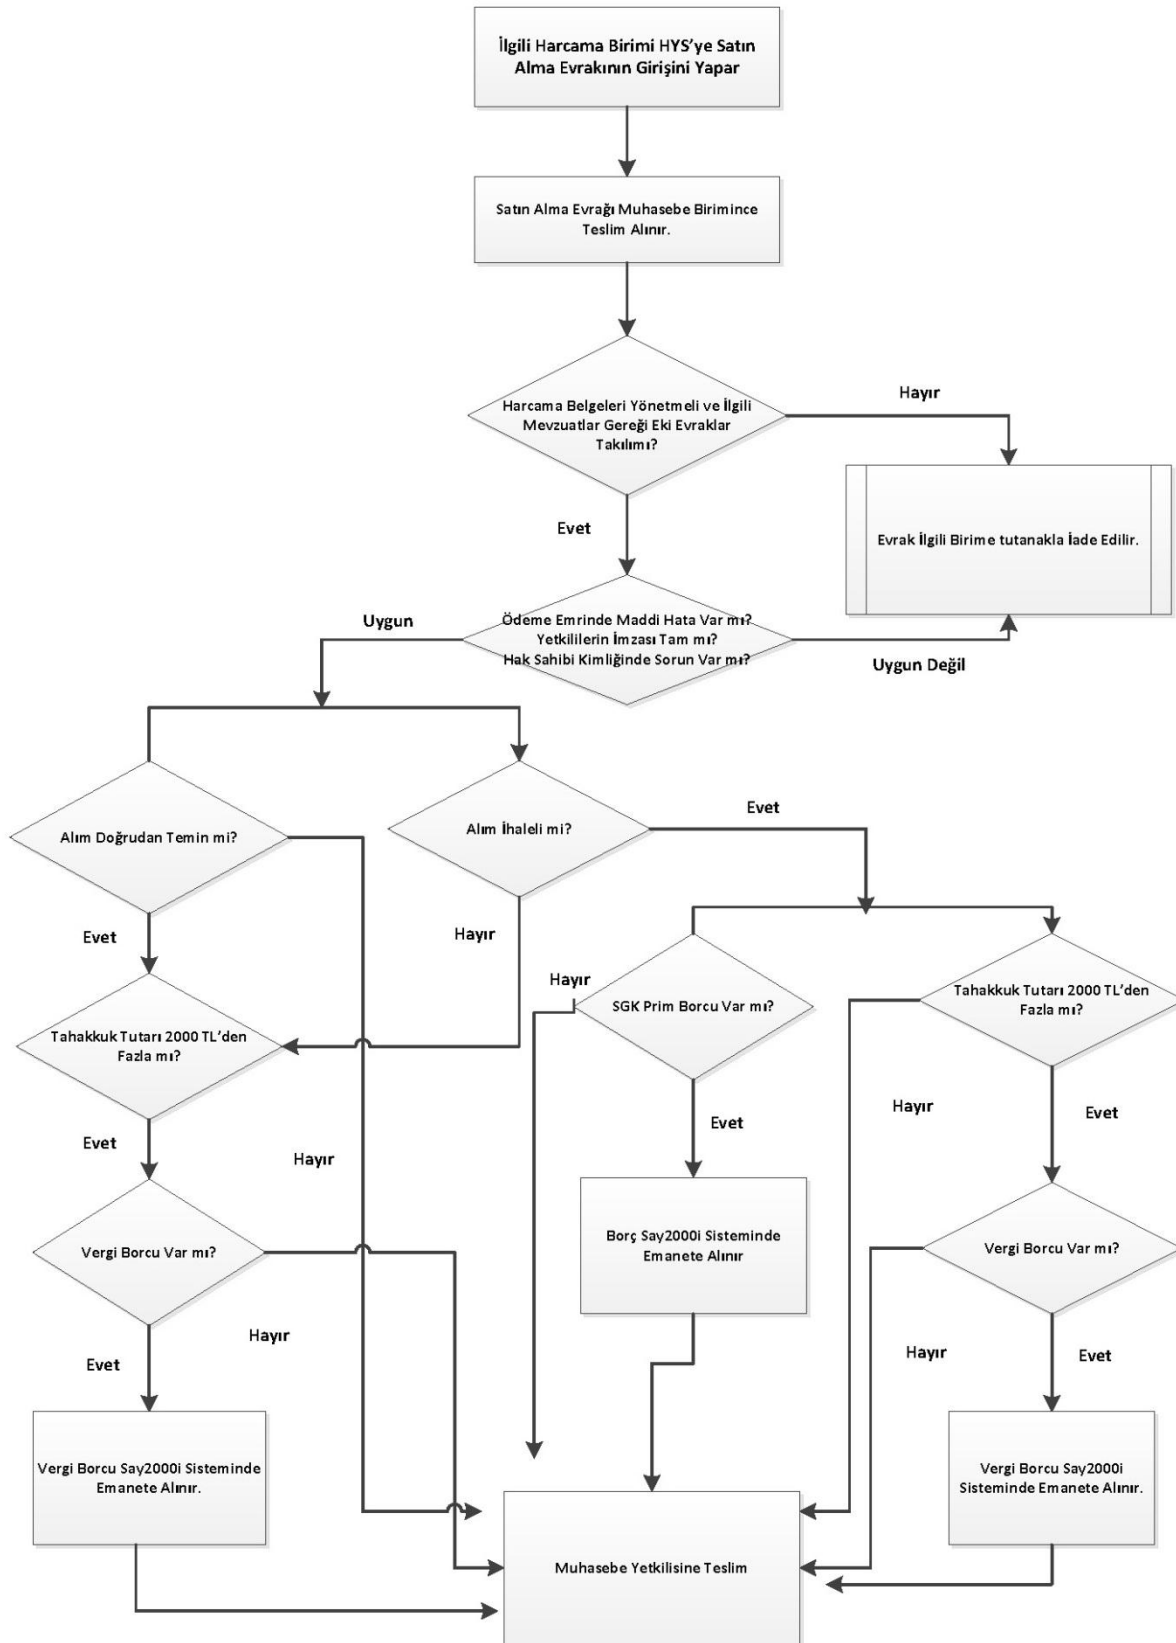 İlgili Harcama Birimi HYS'ye Satın
Alma Evrakının Girişini Yapar
Satın Alma Evrağı Muhasebe Birimince
Teslim Alınır.
Harcama Belgeleri Yönetmeli ve İlgili
Mevzuatlar Gereği Eki Evraklar
Takılımı?
Hayır
Evrak İlgili Birime tutanakla İade Edilir.
Evet
Ödeme Emrinde Maddi Hata Var mı?
Yetkililerin İmzası Tam mı?
Hak Sahibi Kimliğinde Sorun Var mı?
Uygun
Uygun Değil
Alım Doğrudan Temin mi?
Alım İhaleli mi?
Evet
Evet
Hayır
Hayır
SGK Prim Borcu Var mı?
Tahakkuk Tutarı 2000 TL'den
Fazla mı?
Tahakkuk Tutarı 2000 TL'den
Fazla mı?
Evet
Hayır
Evet
Hayır
Evet
Vergi Borcu Var mı?
Borç Say2000i Sisteminde
Emanete Alınır
Vergi Borcu Var mı?
Evet
Hayır
Hayır
Evet
Vergi Borcu Say2000i Sisteminde
Emanete Alınır.
Vergi Borcu Say2000i
Sisteminde Emanete Alınır.
Muhasebe Yetkilisine Teslim